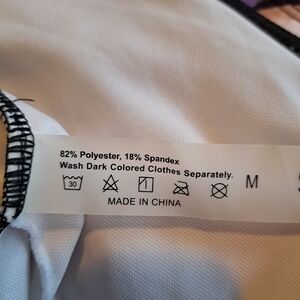 82% Polyester, 18% Spandex
Wash Dark Colored Clothes Separately.
30 M
MADE IN CHINA